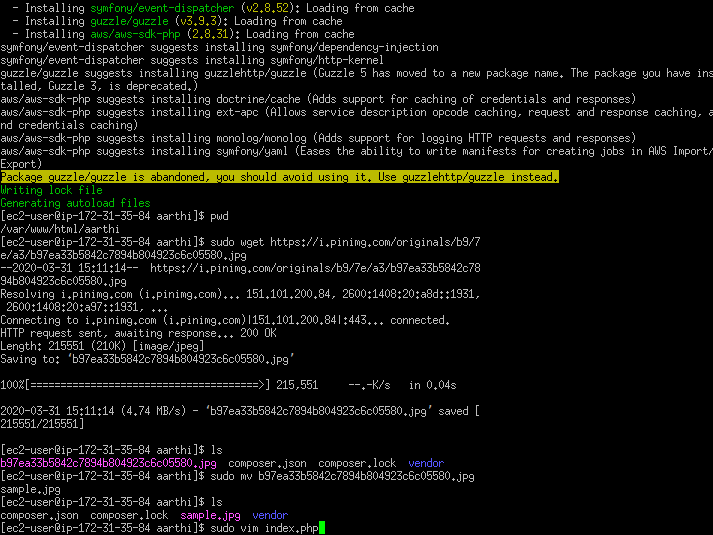 - Installing symfony/event-dispatcher (v2.8.52): Loading from cache
  - Installing guzzle/guzzle (v3.9.3): Loading from cache
  - Installing aws/aws-sdk-php (2.8.31): Loading from cache
symfony/event-dispatcher suggests installing symfony/dependency-injection
symfony/event-dispatcher suggests installing symfony/http-kernel
guzzle/guzzle suggests installing guzzlehttp/guzzle (Guzzle 5 has moved to a new package name. The package you have ins
talled, Guzzle 3, is deprecated.)
aws/aws-sdk-php suggests installing doctrine/cache (Adds support for caching of credentials and responses)
aws/aws-sdk-php suggests installing ext-apc (Allows service description opcode caching, request and response caching, a
nd credentials caching)
aws/aws-sdk-php suggests installing monolog/monolog (Adds support for logging HTTP requests and responses)
aws/aws-sdk-php suggests installing symfony/yaml (Eases the ability to write manifests for creating jobs in AWS Import/
Export)
Package guzzle/guzzle is abandoned, you should avoid using it. Use guzzlehttp/guzzle instead.
Writing lock file
Generating autoload files
[ec2-user@ip-172-31-35-84 aarthi]$ pwd
/var/www/html/aarthi
[ec2-user@ip-172-31-35-84 aarthi]$ sudo wget https://i.pinimg.com/originals/b9/7
e/a3/b97ea33b5842c7894b804923c6c05580.jpg
--2020-03-31 15:11:14--  https://i.pinimg.com/originals/b9/7e/a3/b97ea33b5842c78
94b804923c6c05580.jpg
Resolving i.pinimg.com (i.pinimg.com)... 151.101.200.84, 2600:1408:20:a8d::1931,
 2600:1408:20:a97::1931, ...
Connecting to i.pinimg.com (i.pinimg.com)|151.101.200.84|:443... connected.
HTTP request sent, awaiting response... 200 OK
Length: 215551 (210K) [image/jpeg]
Saving to: ‘b97ea33b5842c7894b804923c6c05580.jpg’
100%[======================================>] 215,551     --.-K/s   in 0.04s
2020-03-31 15:11:14 (4.74 MB/s) - ‘b97ea33b5842c7894b804923c6c05580.jpg’ saved [
215551/215551]
[ec2-user@ip-172-31-35-84 aarthi]$ ls
b97ea33b5842c7894b804923c6c05580.jpg  composer.json  composer.lock  vendor
[ec2-user@ip-172-31-35-84 aarthi]$ sudo mv b97ea33b5842c7894b804923c6c05580.jpg
sample.jpg
[ec2-user@ip-172-31-35-84 aarthi]$ ls
composer.json  composer.lock  sample.jpg  vendor
[ec2-user@ip-172-31-35-84 aarthi]$ sudo vim index.php